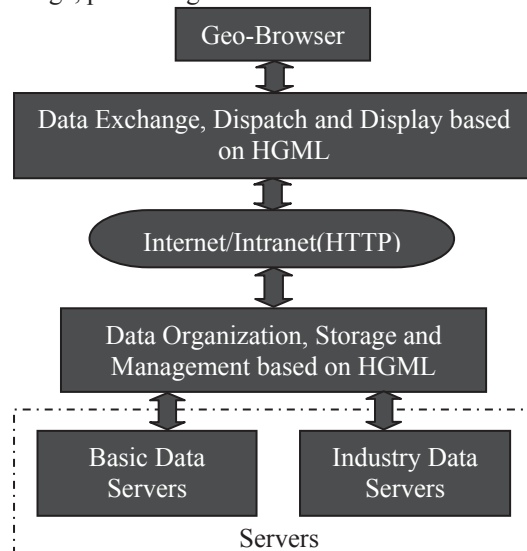 Geo-Browser
Data Exchange, Dispatch and Display based
on HGML
Internet/Intranet(HTTP)
Data Organization, Storage and
Management based on HGML
Basic Data
Servers
Industry Data
Servers
Servers